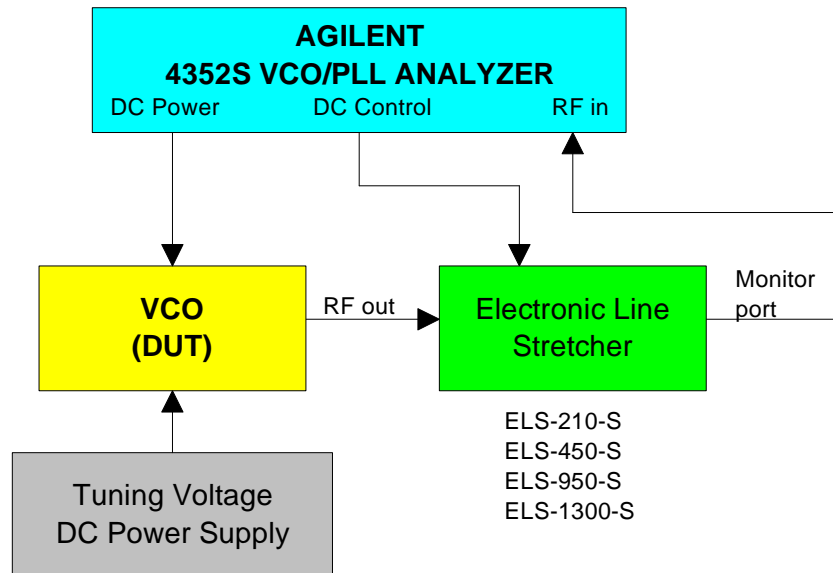 AGILENT
4352S VCO/PLL ANALYZER
DC Power DC Control RF in
VCO
(DUT)
RF out
Electronic Line
Stretcher
Monitor
port
ELS-210-S
ELS-450-S
ELS-950-S
ELS-1300-S
Tuning Voltage
DC Power Supply